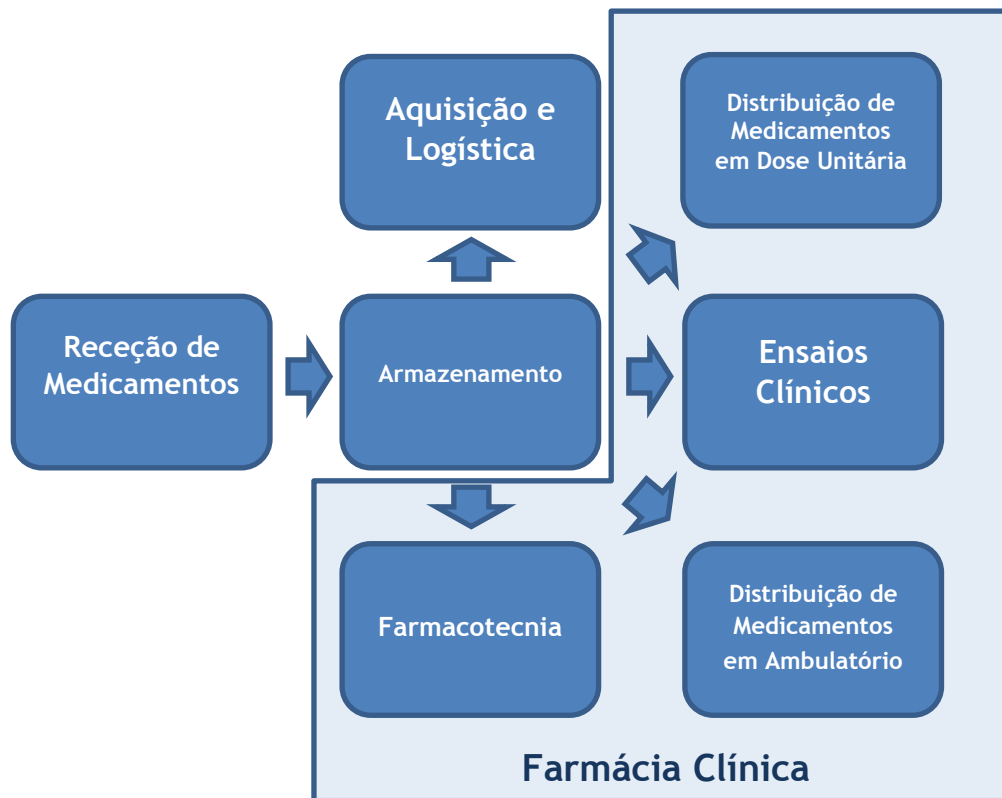 Aquisição e
Logística
Distribuição de
Medicamentos
em Dose Unitária
Receção de
Medicamentos
Armazenamento
Ensaios
Clínicos
Farmacotecnia
Distribuição de
Medicamentos
em Ambulatório
Farmácia Clínica